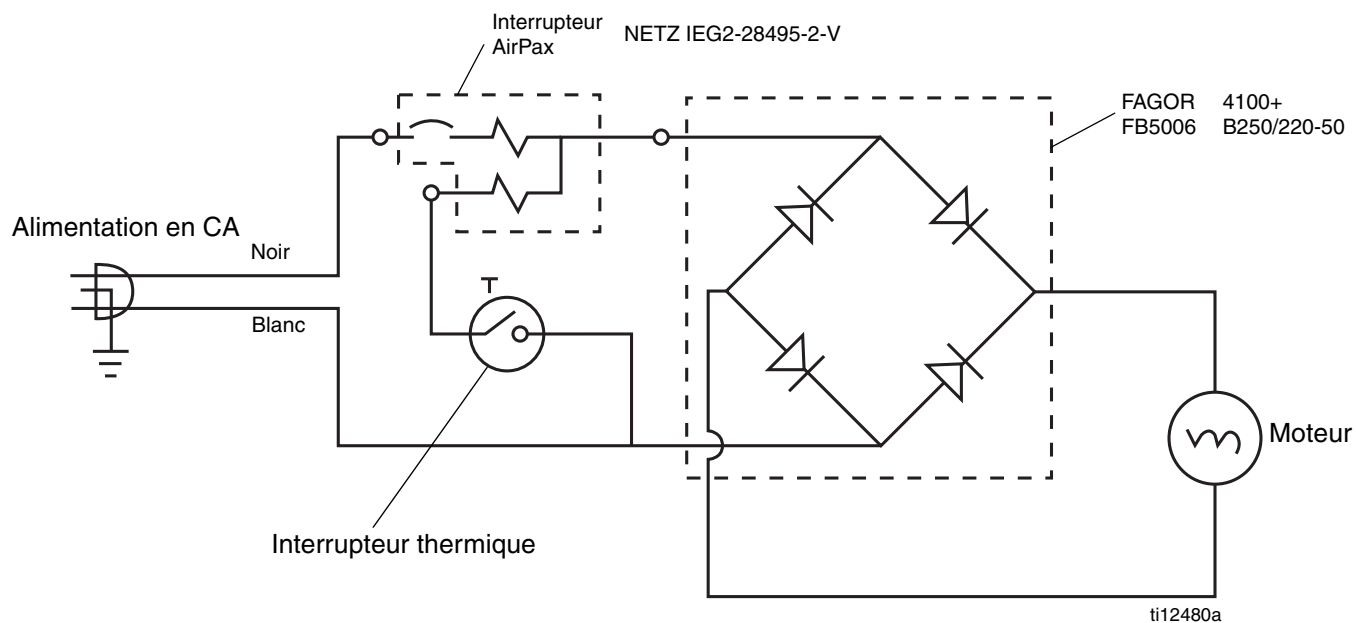 Interrupteur
AirPax
NETZ IEG2-28495-2-V
FAGOR 4100+
FB5006 B250/220-50
Alimentation en CA
Noir
Blanc
T
Moteur
Interrupteur thermique
ti12480a